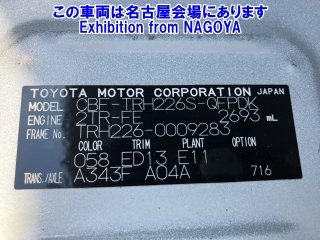 この車両は名古屋会場にあります
Exhibition from NAGOYA
TOYOTA MOTOR CORPORATION JAPAN
MODEL CBF-TRH226S-QFPDK
ENGINE 2TR-FE 2693 mL
FRAME No. TRH226-0009283
COLOR TRIM PLANT OPTION
058 ED13 E11
TRANS./AXLE A343F A04A 716